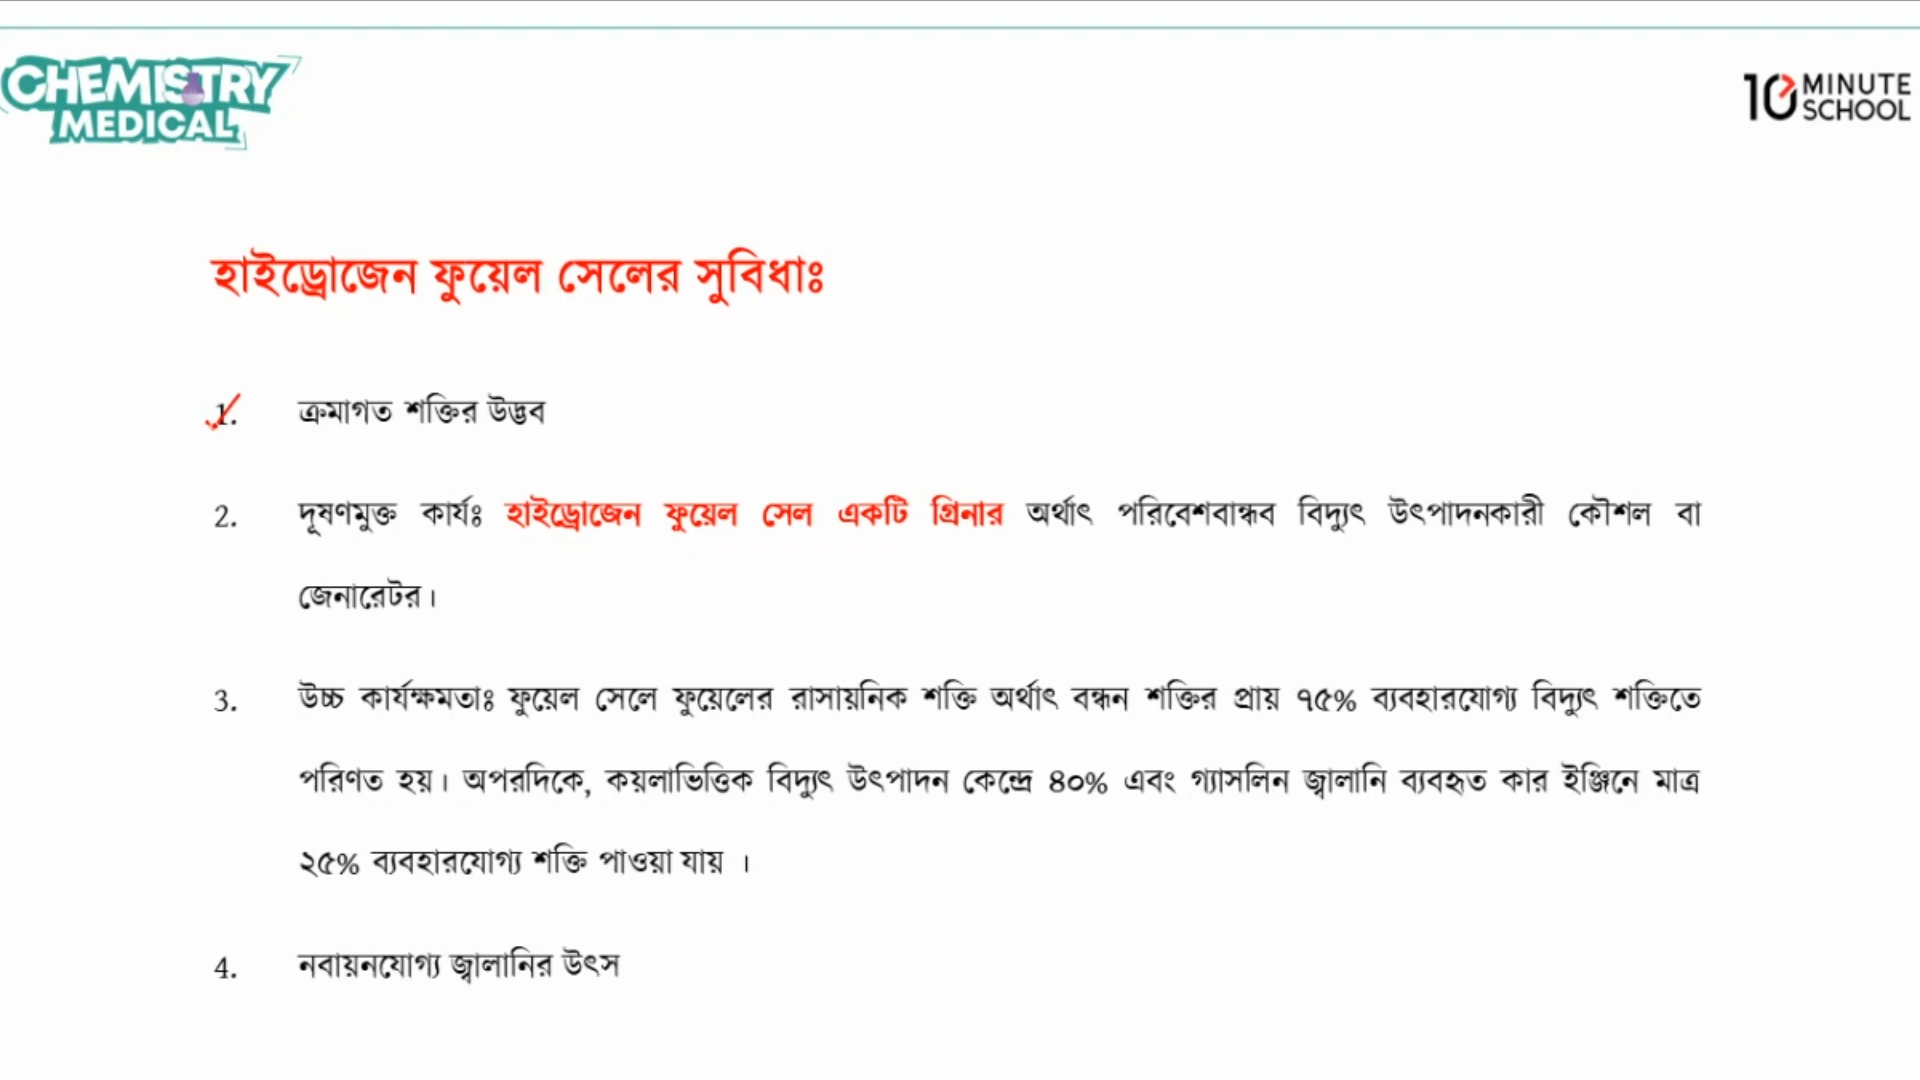 CHEMISTRY
MEDICAL
10 MINUTE
SCHOOL
হাইড্রোজেন ফুয়েল সেলের সুবিধাঃ
1. ক্রমাগত শক্তির উদ্ভব
2. দূষণমুক্ত কার্যঃ হাইড্রোজেন ফুয়েল সেল একটি গ্রিনার অর্থাৎ পরিবেশবান্ধব বিদ্যুৎ উৎপাদনকারী কৌশল বা
জেনারেটর।
3. উচ্চ কার্যক্ষমতাঃ ফুয়েল সেলে ফুয়েলের রাসায়নিক শক্তি অর্থাৎ বন্ধন শক্তির প্রায় ৭৫% ব্যবহারযোগ্য বিদ্যুৎ শক্তিতে
পরিণত হয়। অপরদিকে, কয়লাভিত্তিক বিদ্যুৎ উৎপাদন কেন্দ্রে ৪০% এবং গ্যাসলিন জ্বালানি ব্যবহৃত কার ইঞ্জিনে মাত্র
২৫% ব্যবহারযোগ্য শক্তি পাওয়া যায় ।
4. নবায়নযোগ্য জ্বালানির উৎস